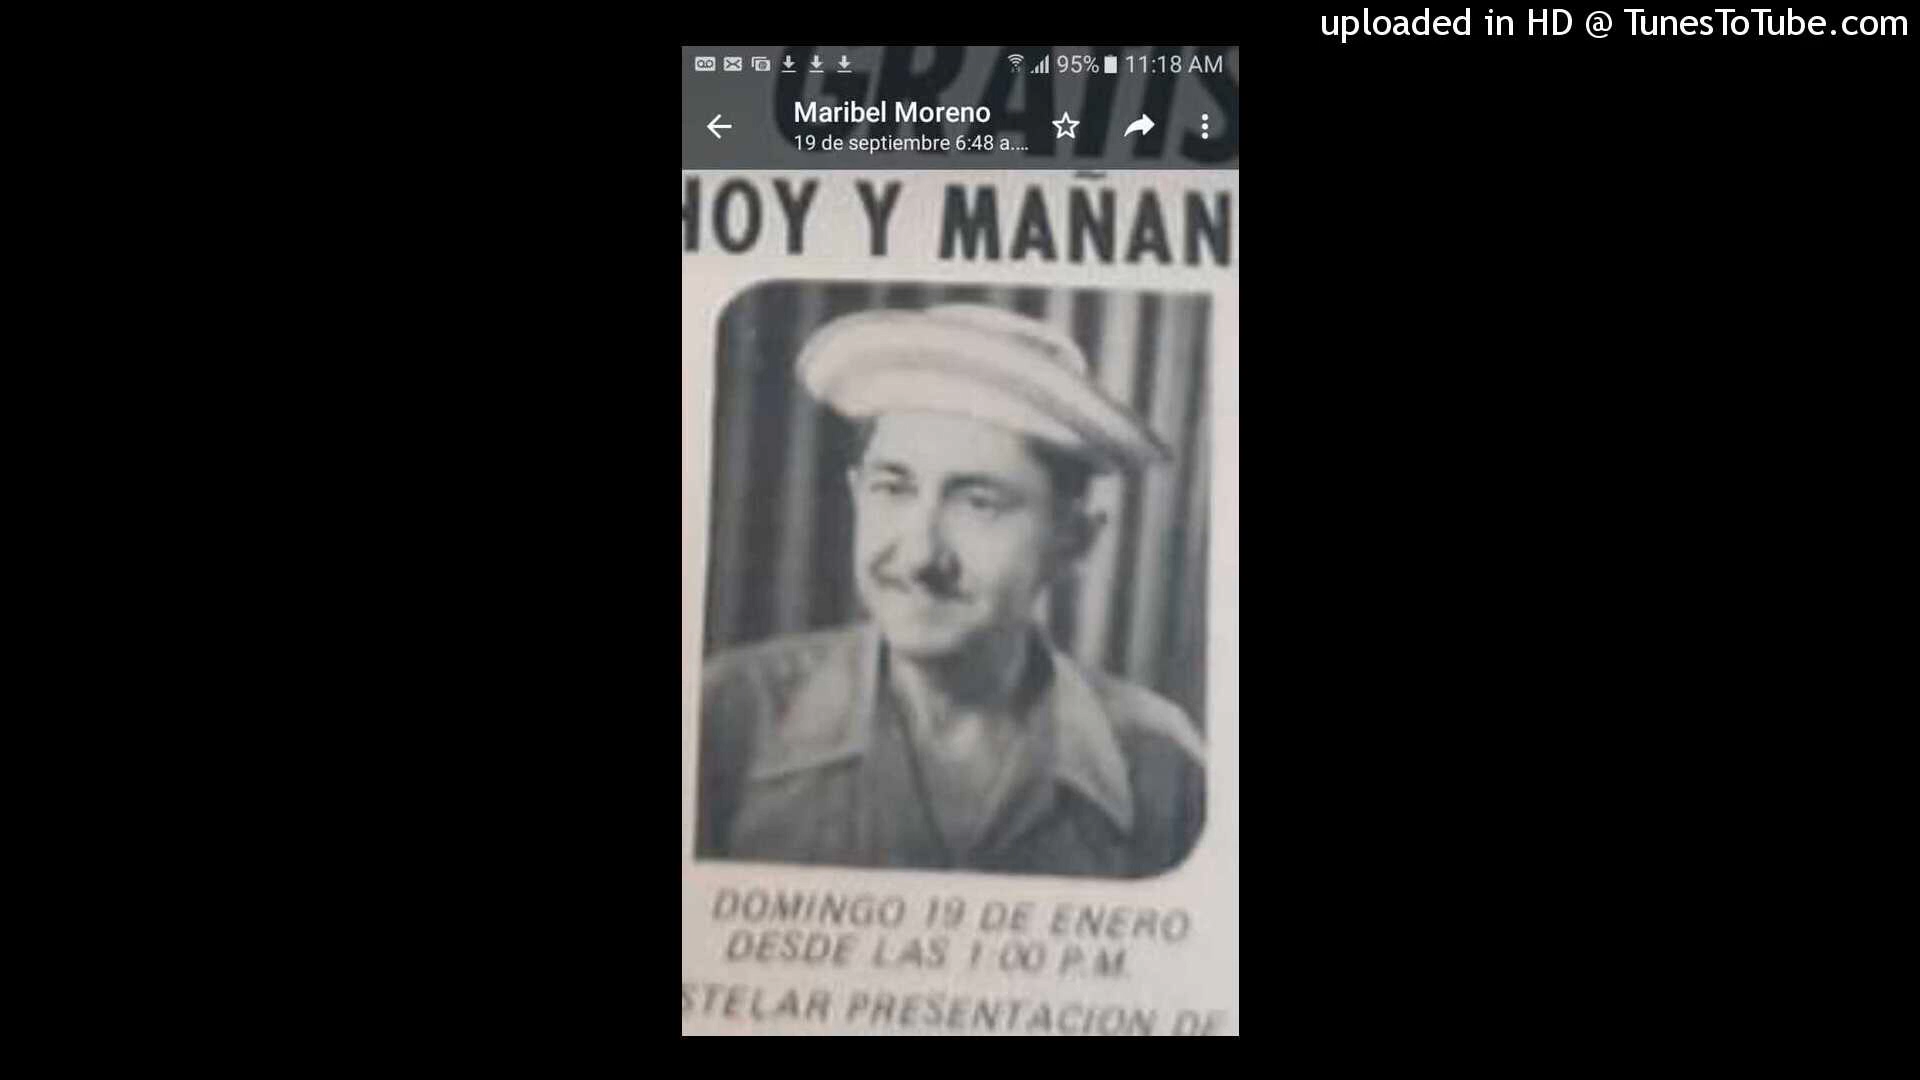 uploaded in HD @ TunesToTube.com
95% 11:18 AM
GRATIS
Maribel Moreno
19 de septiembre 6:48 a....
HOY Y MAÑAN
DOMINGO 19 DE ENERO
DESDE LAS 1:00 P.M.
STELAR PRESENTACION DE